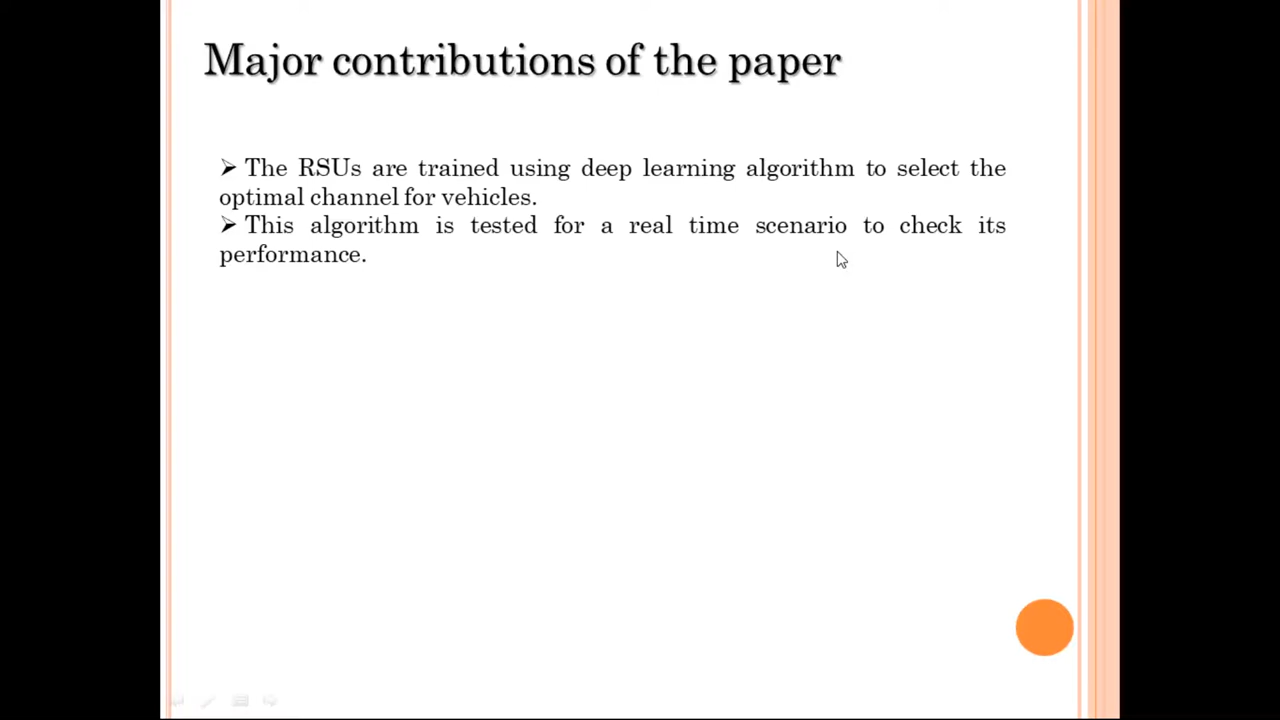 Major contributions of the paper
➢ The RSUs are trained using deep learning algorithm to select the
optimal channel for vehicles.
➢ This algorithm is tested for a real time scenario to check its
performance.